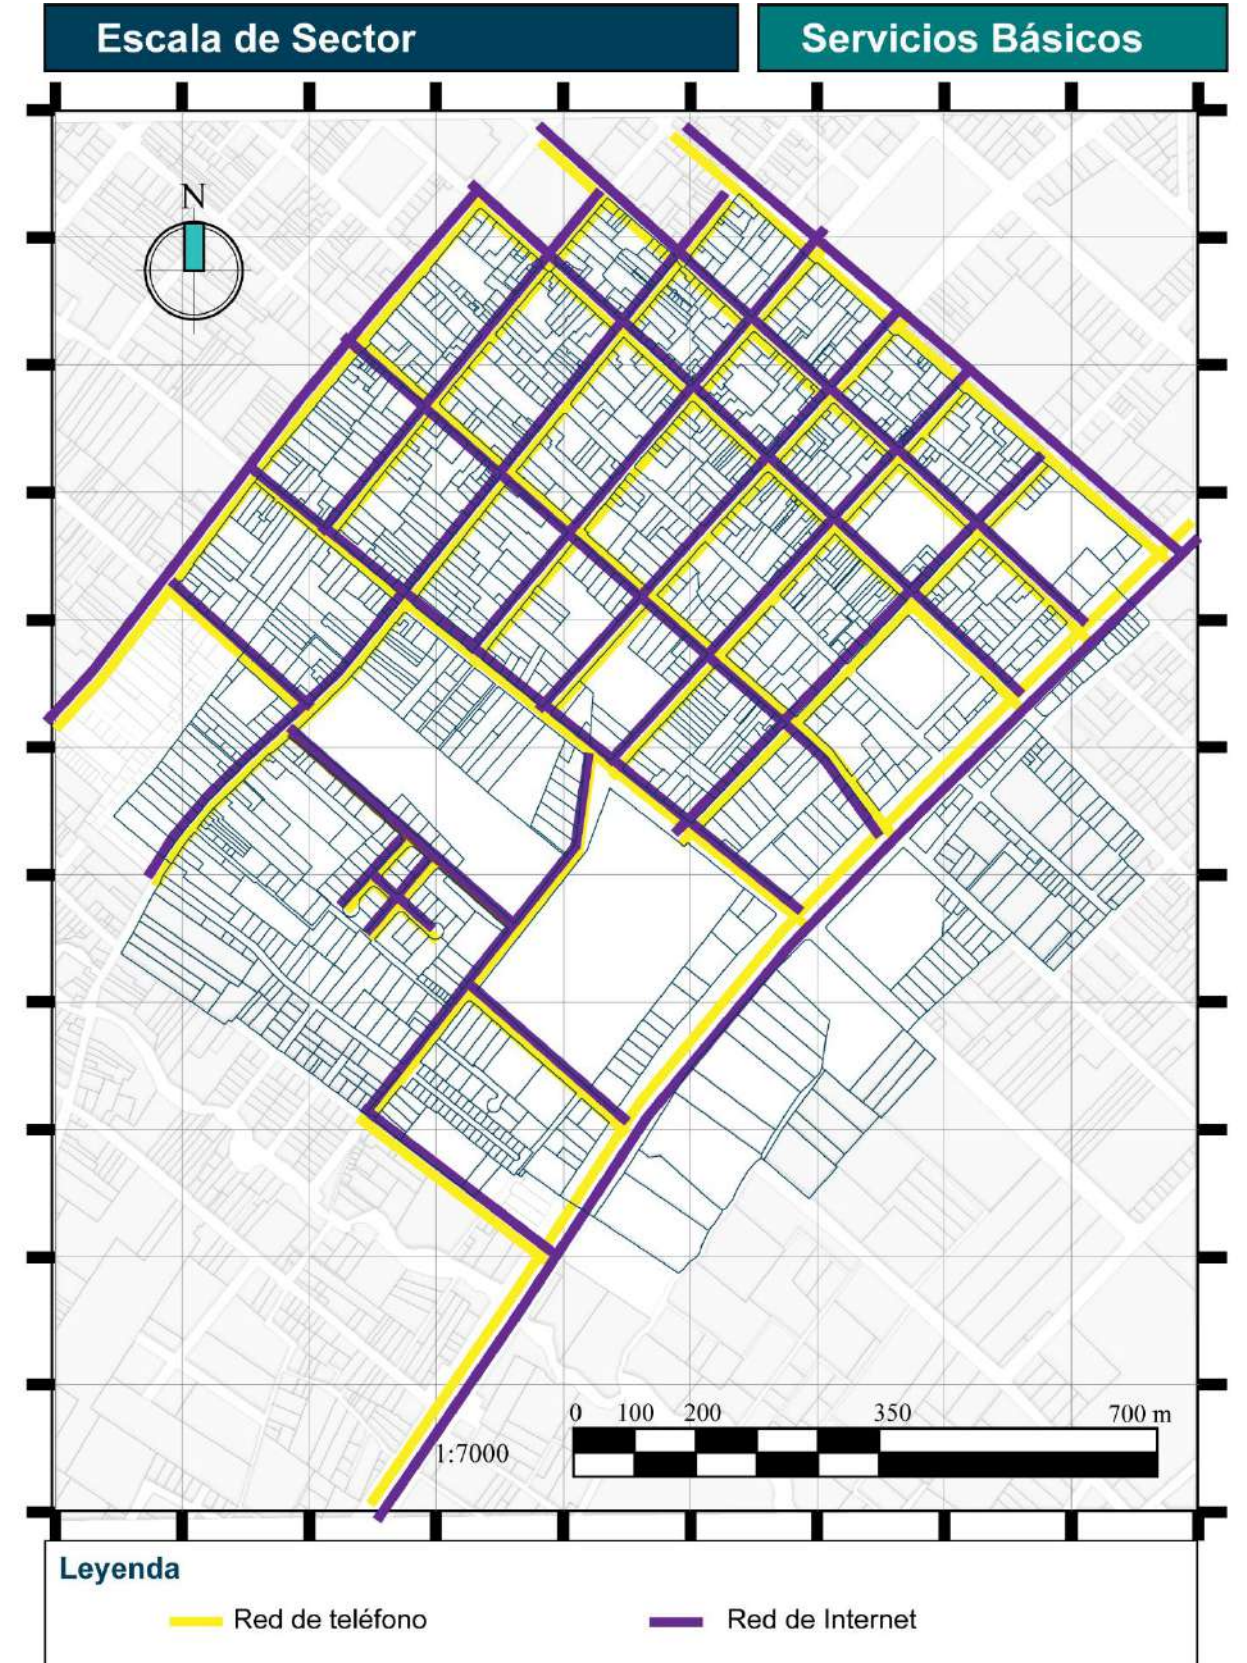 Escala de Sector
Servicios Básicos
N
0 100 200 350 700 m
1:7000
Leyenda
Red de teléfono
Red de Internet